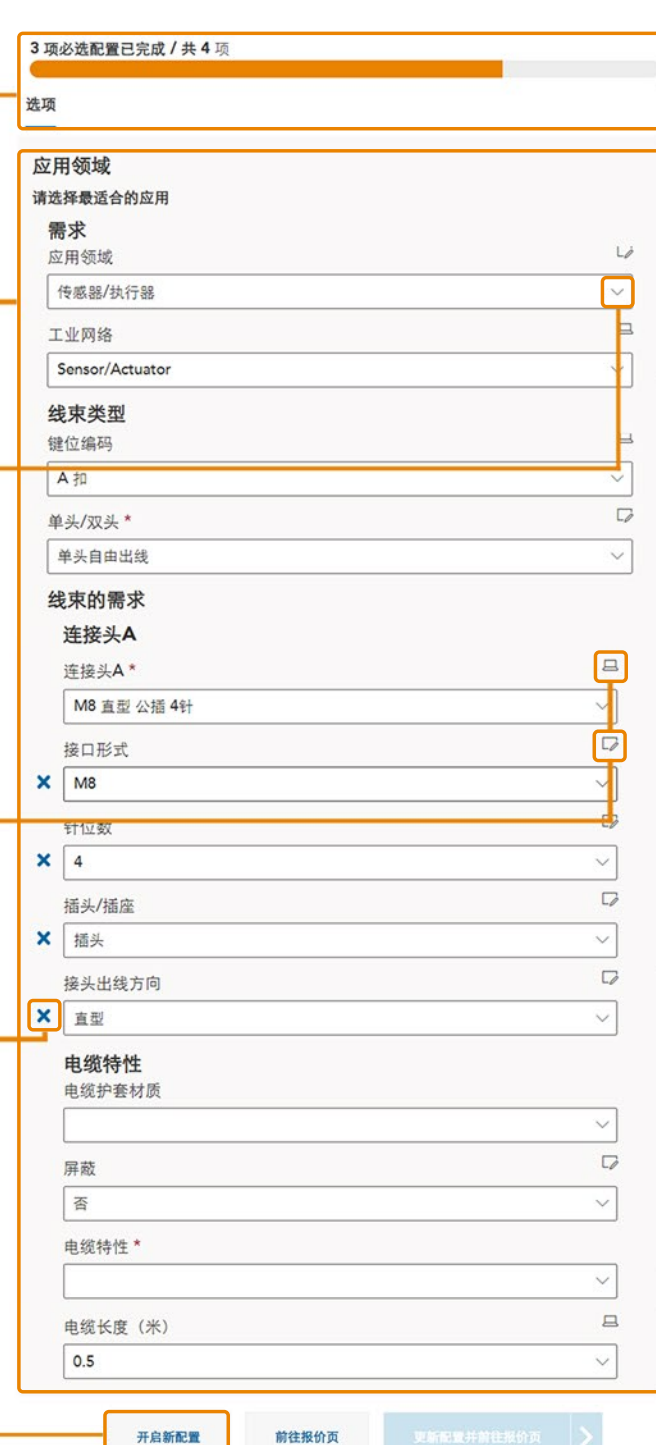 3 项必选配置已完成 / 共 4 项
选项
应用领域
请选择最适合的应用
需求
应用领域
传感器/执行器
工业网络
Sensor/Actuator
线束类型
键位编码
A 扣
单头/双头 *
单头自由出线
线束的需求
连接头A
连接头A *
M8 直型 公插 4针
接口形式
M8
针位数
4
插头/插座
插头
接头出线方向
直型
电缆特性
电缆护套材质
屏蔽
否
电缆特性 *
电缆长度（米）
0.5
开启新配置 前往报价页 更新配置并前往报价页